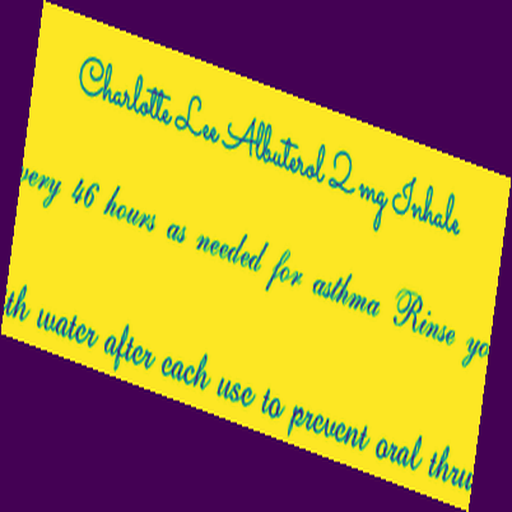 Charlotte Lee Albuterol 2 mg Inhale
very 46 hours as needed for asthma Rinse yo
th water after each use to prevent oral thru